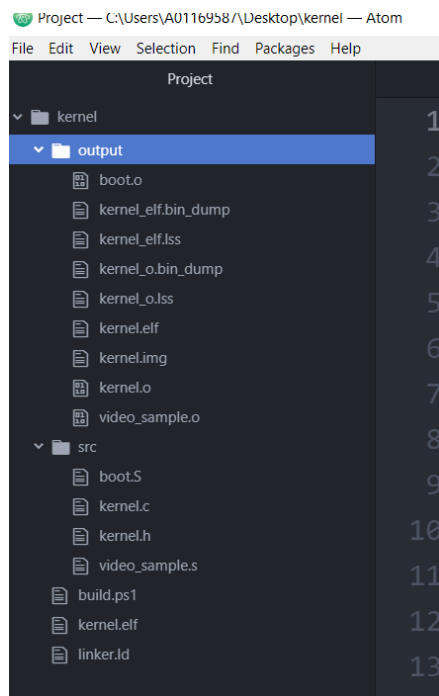 Project — C:\Users\A01169587\Desktop\kernel — Atom
File Edit View Selection Find Packages Help
Project
kernel
output
boot.o
kernel_elf.bin_dump
kernel_elf.lss
kernel_o.bin_dump
kernel_o.lss
kernel.elf
kernel.img
kernel.o
video_sample.o
src
boot.S
kernel.c
kernel.h
video_sample.s
build.ps1
kernel.elf
linker.ld
1
2
3
4
5
6
7
8
9
10
11
12
13